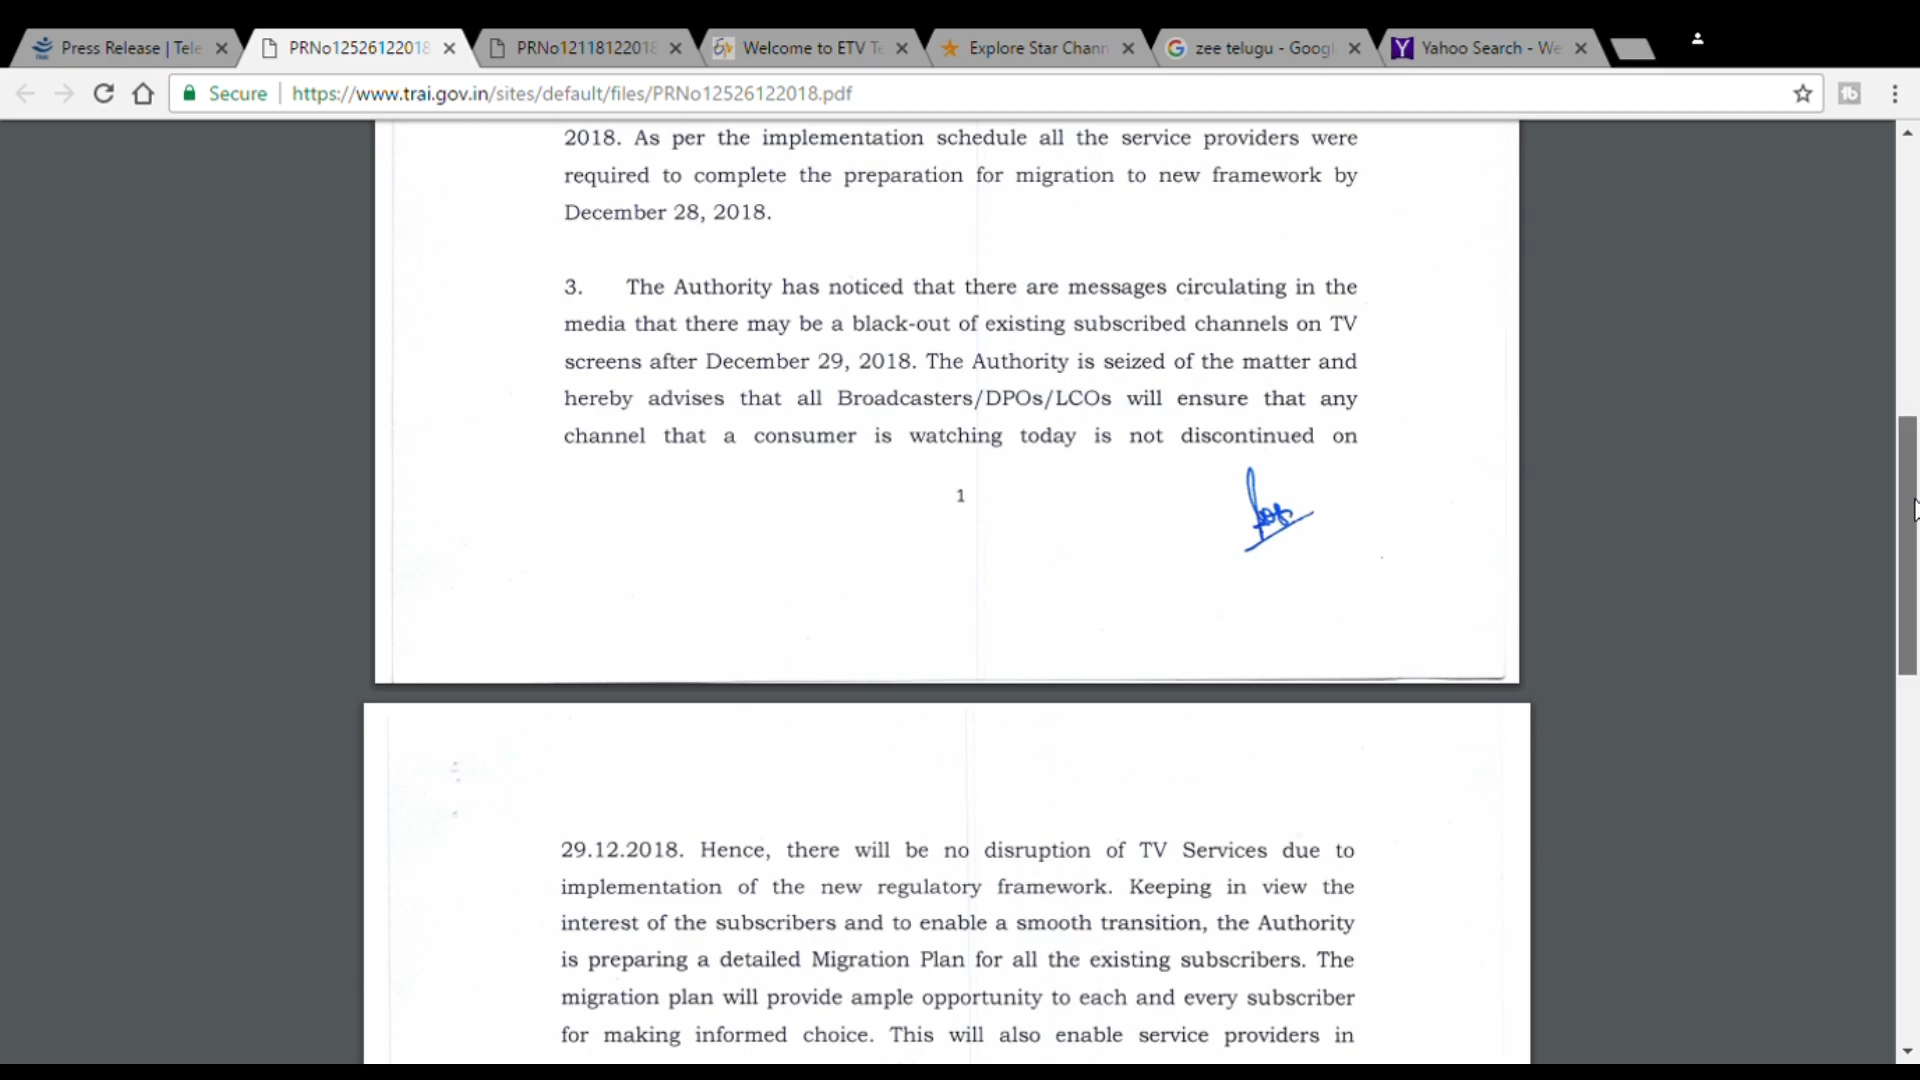 Press Release | Tele
PRNo12526122018
PRNo12118122018
Welcome to ETV Te
Explore Star Chann
zee telugu - Googl
Yahoo Search - We
Secure
https://www.trai.gov.in/sites/default/files/PRNo12526122018.pdf
2018. As per the implementation schedule all the service providers were
required to complete the preparation for migration to new framework by
December 28, 2018.
3. The Authority has noticed that there are messages circulating in the
media that there may be a black-out of existing subscribed channels on TV
screens after December 29, 2018. The Authority is seized of the matter and
hereby advises that all Broadcasters/DPOs/LCOs will ensure that any
channel that a consumer is watching today is not discontinued on
1
29.12.2018. Hence, there will be no disruption of TV Services due to
implementation of the new regulatory framework. Keeping in view the
interest of the subscribers and to enable a smooth transition, the Authority
is preparing a detailed Migration Plan for all the existing subscribers. The
migration plan will provide ample opportunity to each and every subscriber
for making informed choice. This will also enable service providers in